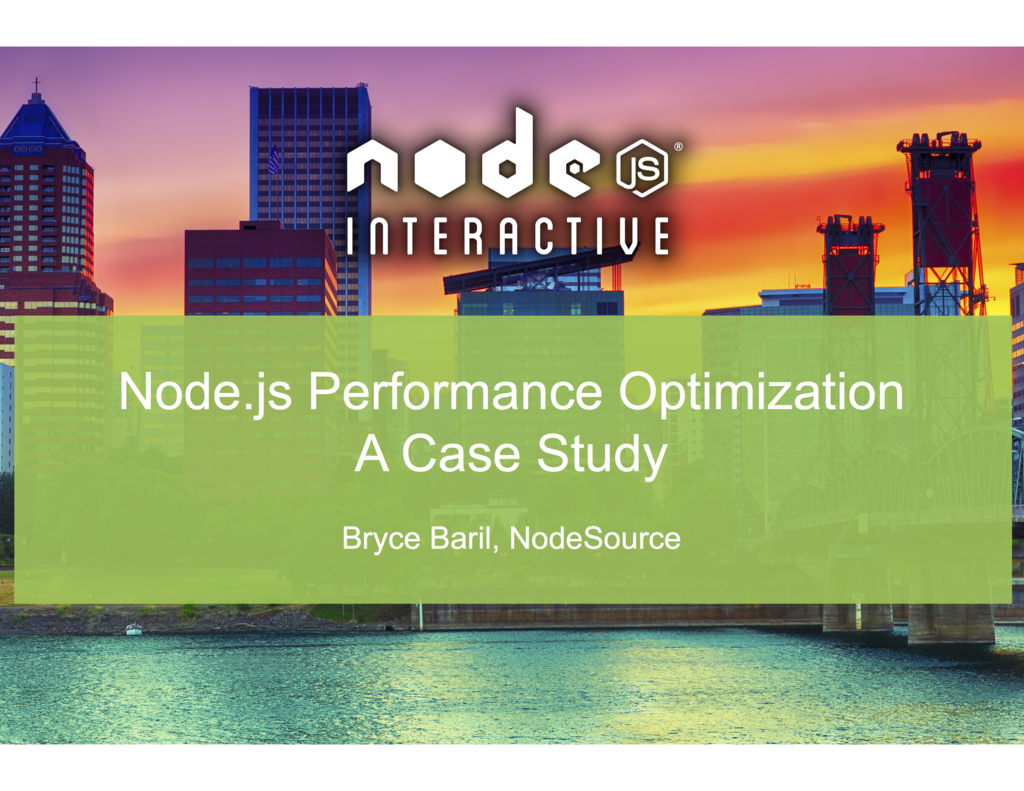 node JS ®
INTERACTIVE
Node.js Performance Optimization
A Case Study
Bryce Baril, NodeSource